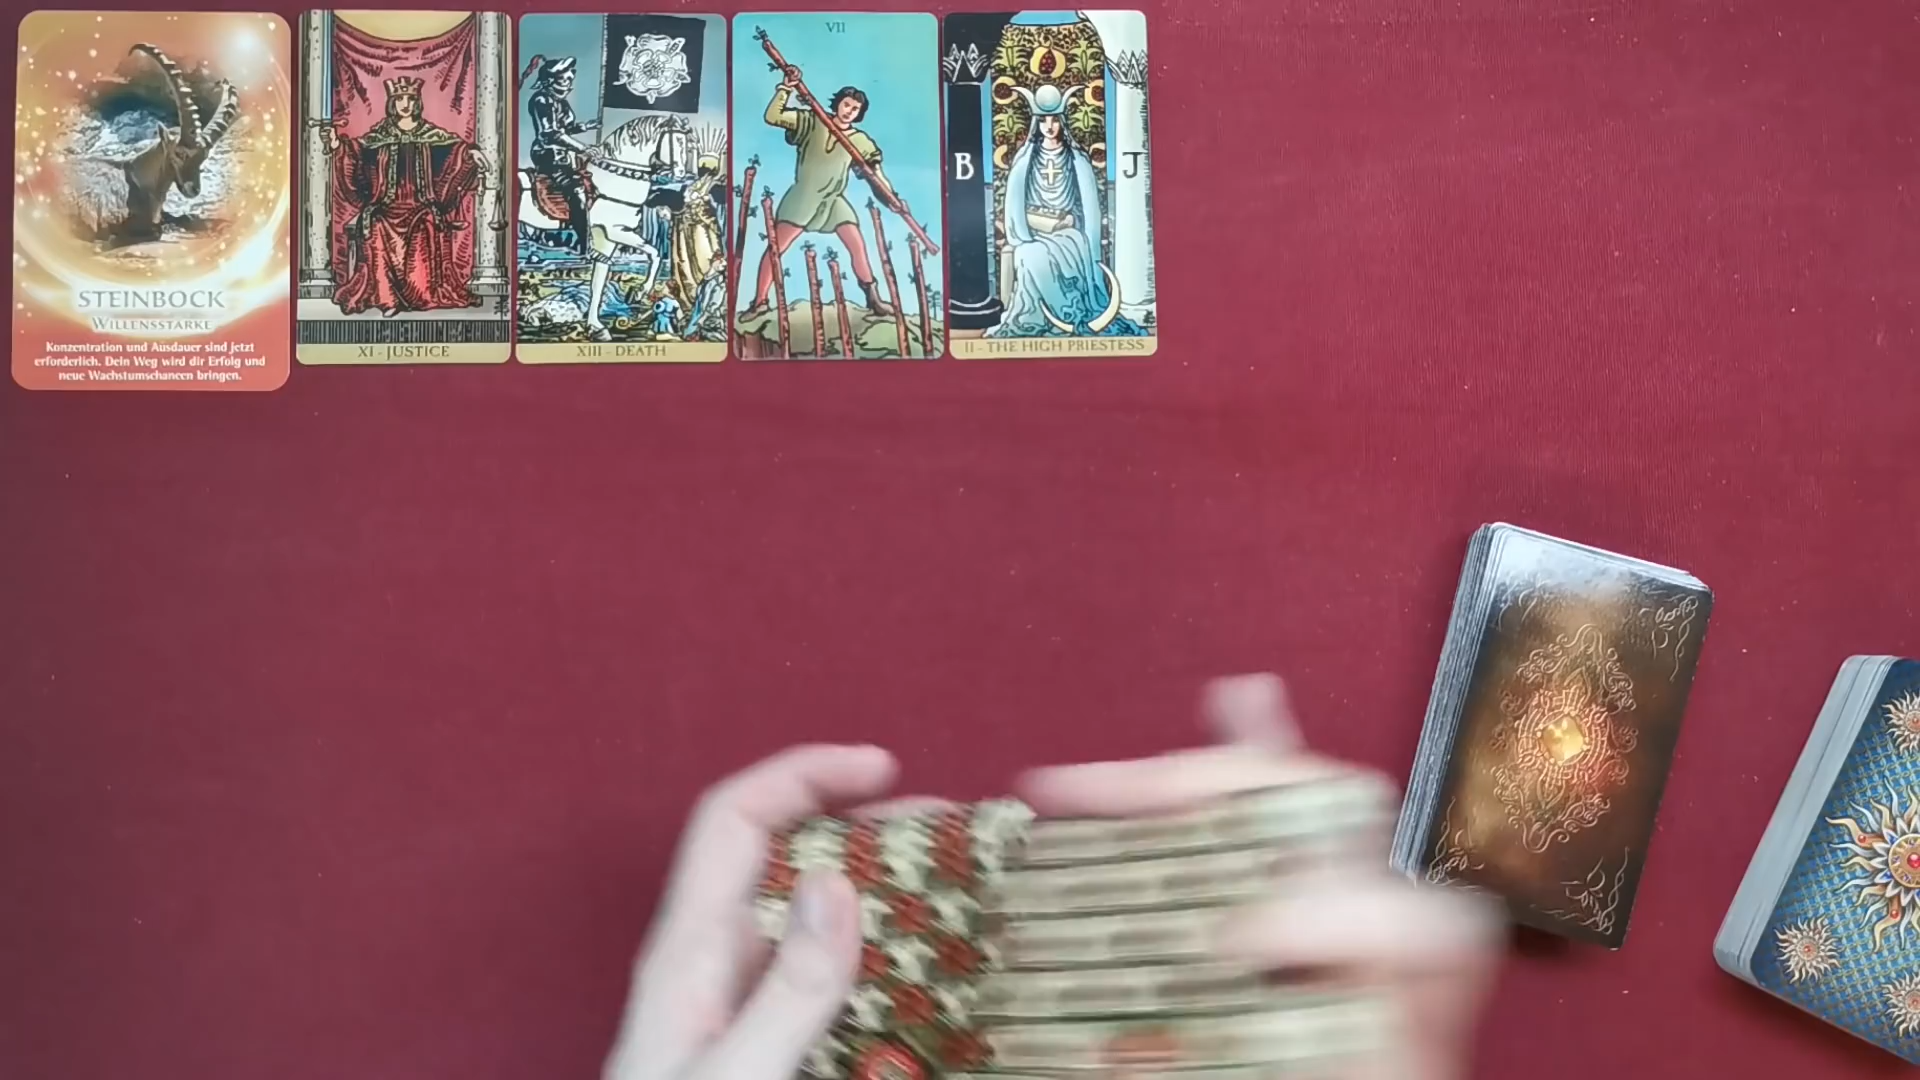 STEINBOCK
WILLENSSTÄRKE
Konzentration und Ausdauer sind jetzt
erforderlich. Dein Weg wird dir Erfolg und
neue Wachstumschancen bringen.
XI - JUSTICE
XIII - DEATH
VII
B
J
II - THE HIGH PRIESTESS